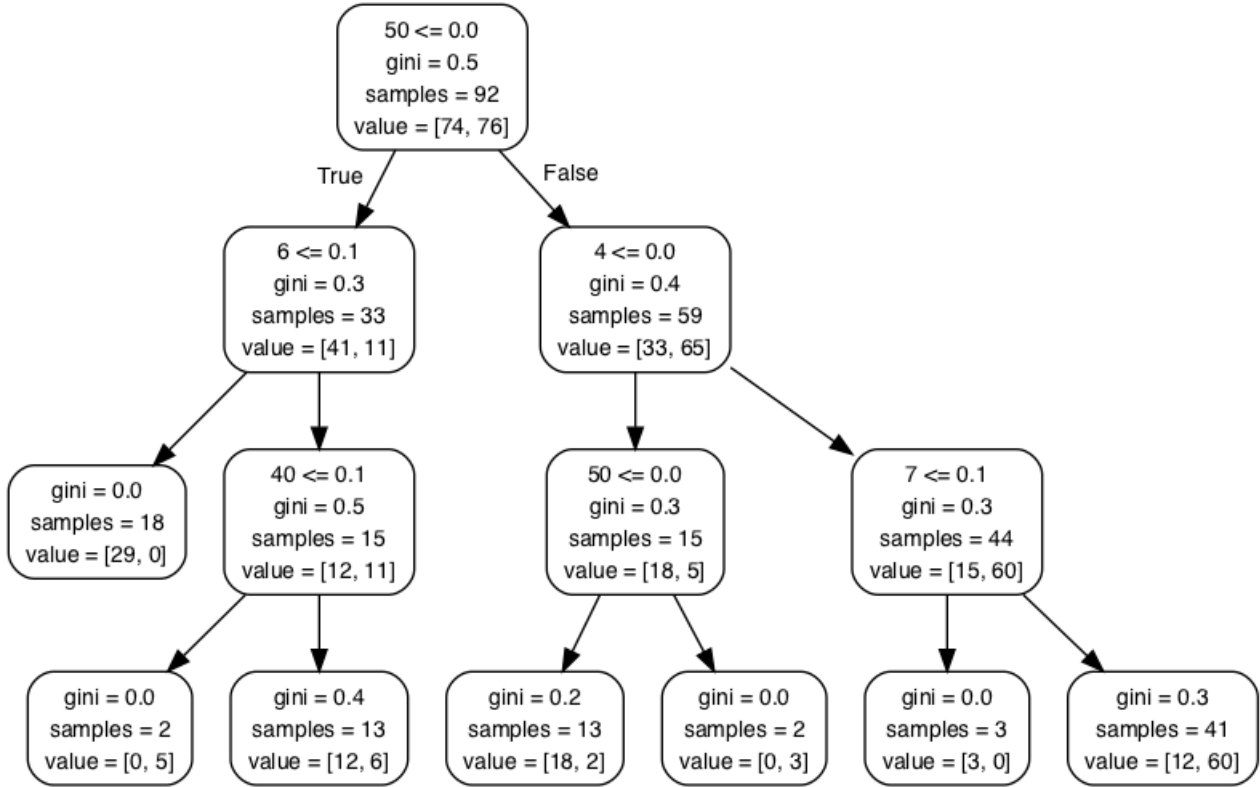 50 <= 0.0
gini = 0.5
samples = 92
value = [74, 76]
True
False
6 <= 0.1
gini = 0.3
samples = 33
value = [41, 11]
4 <= 0.0
gini = 0.4
samples = 59
value = [33, 65]
gini = 0.0
samples = 18
value = [29, 0]
40 <= 0.1
gini = 0.5
samples = 15
value = [12, 11]
50 <= 0.0
gini = 0.3
samples = 15
value = [18, 5]
7 <= 0.1
gini = 0.3
samples = 44
value = [15, 60]
gini = 0.0
samples = 2
value = [0, 5]
gini = 0.4
samples = 13
value = [12, 6]
gini = 0.2
samples = 13
value = [18, 2]
gini = 0.0
samples = 2
value = [0, 3]
gini = 0.0
samples = 3
value = [3, 0]
gini = 0.3
samples = 41
value = [12, 60]